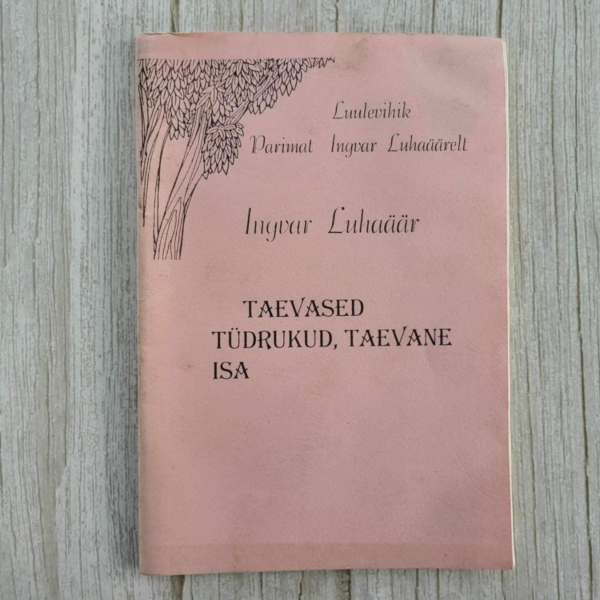 Luulevihik
Parimat Ingvar Luhaäärelt
Ingvar Luhaäär
TAEVASED
TÜDRUKUD, TAEVANE
ISA